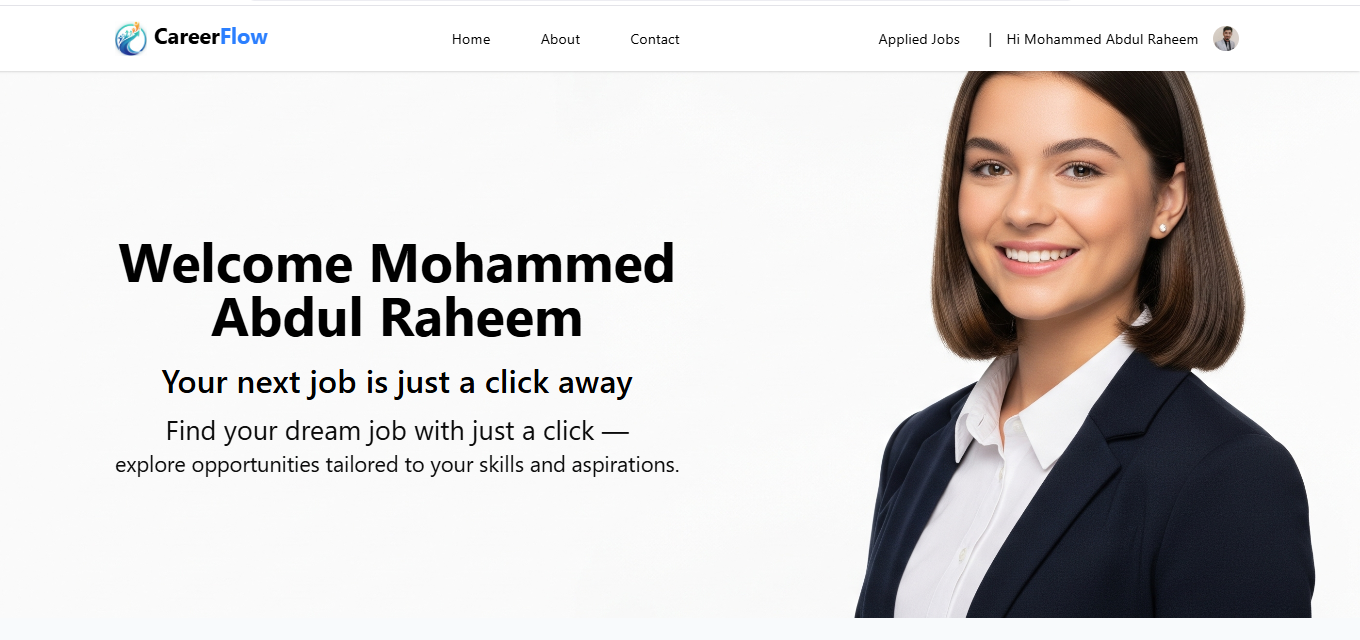 CareerFlow
Home
About
Contact
Applied Jobs
|
Hi Mohammed Abdul Raheem
Welcome Mohammed
Abdul Raheem
Your next job is just a click away
Find your dream job with just a click —
explore opportunities tailored to your skills and aspirations.